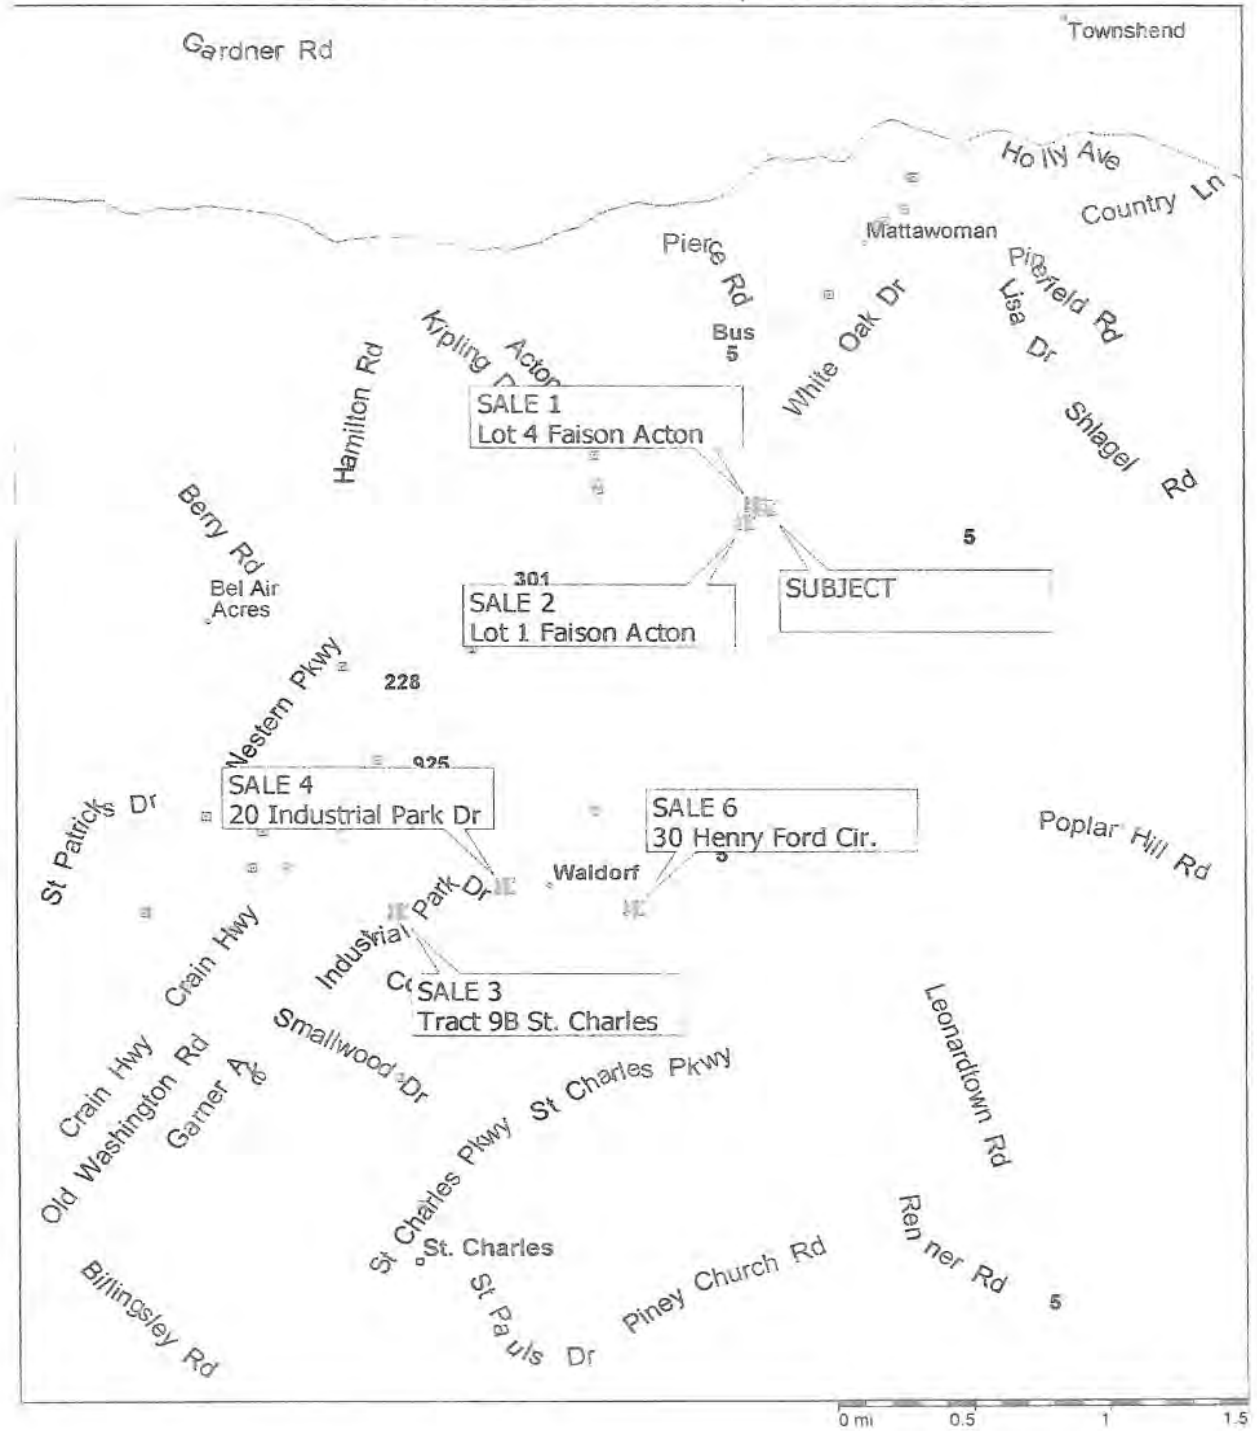 Gardner Rd
Townshend
Holly Ave
Country Ln
Mattawoman
Pierce Rd
Pinefield Rd
Lisa Dr
White Oak Dr
Bus
5
Kipling D
Acton
Hamilton Rd
SALE 1
Lot 4 Faison Acton
Shlagel Rd
Berry Rd
5
Bel Air
Acres
301
SALE 2
Lot 1 Faison Acton
SUBJECT
Western Pkwy
228
925
SALE 4
20 Industrial Park Dr
SALE 6
30 Henry Ford Cir.
St Patricks Dr
Poplar Hill Rd
5
Waldorf
Industrial Park Dr
Crain Hwy
Co
SALE 3
Tract 9B St. Charles
Smallwood Dr
Leonardtown Rd
Crain Hwy
Old Washington Rd
Garner Ave
St Charles Pkwy
St Charles Pkwy
St. Charles
Renner Rd
Piney Church Rd
5
Billingsley Rd
St Pauls Dr
0 mi 0.5 1 1.5